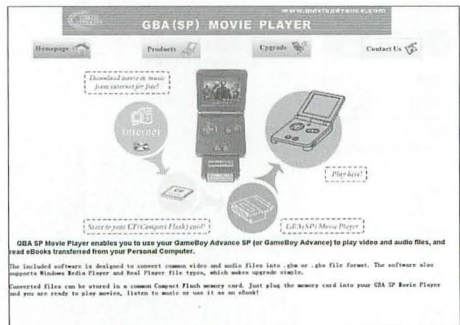 www.movieadvance.com
GBA(SP) MOVIE PLAYER
Homepage
Products
Upgrade
Contact Us
Download movie & music
from internet for free!
Internet
Play here!
CF
Save to your CF(Compact Flash) card!
GBA(SP) Movie Player
GBA SP Movie Player enables you to use your GameBoy Advance SP (or GameBoy Advance) to play video and audio files, and
read eBooks transferred from your Personal Computer.
The included software is designed to convert common video and audio files into .gbm or .gbs file format. The software also
supports Windows Media Player and Real Player file types, which makes upgrade simple.
Converted files can be stored in a common Compact Flash memory card. Just plug the memory card into your GBA SP Movie Player
and you are ready to play movies, listen to music or use it as an eBook!